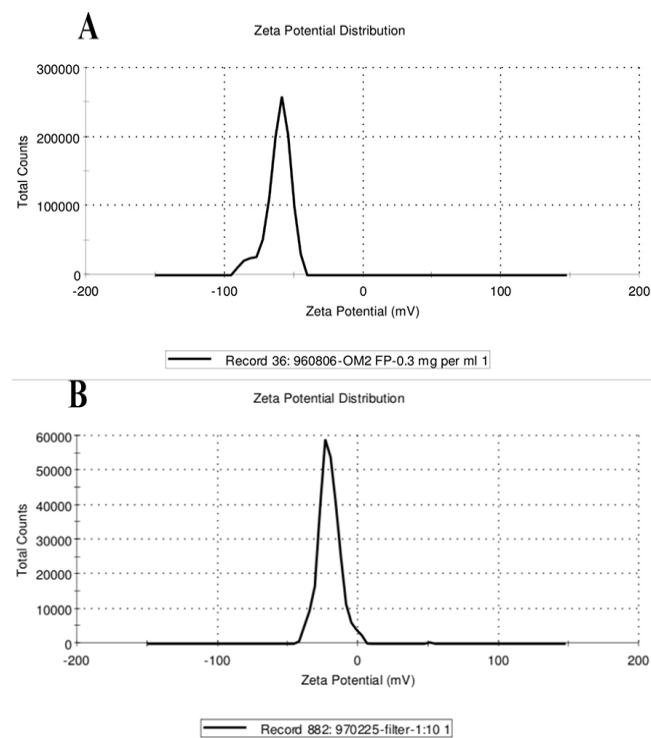 A
Zeta Potential Distribution
300000
200000
100000
0
Total Counts
-200 -100 0 100 200
Zeta Potential (mV)
Record 36: 960806-OM2 FP-0.3 mg per ml 1
B
Zeta Potential Distribution
60000
50000
40000
30000
20000
10000
0
Total Counts
-200 -100 0 100 200
Zeta Potential (mV)
Record 882: 970225-filter-1:10 1